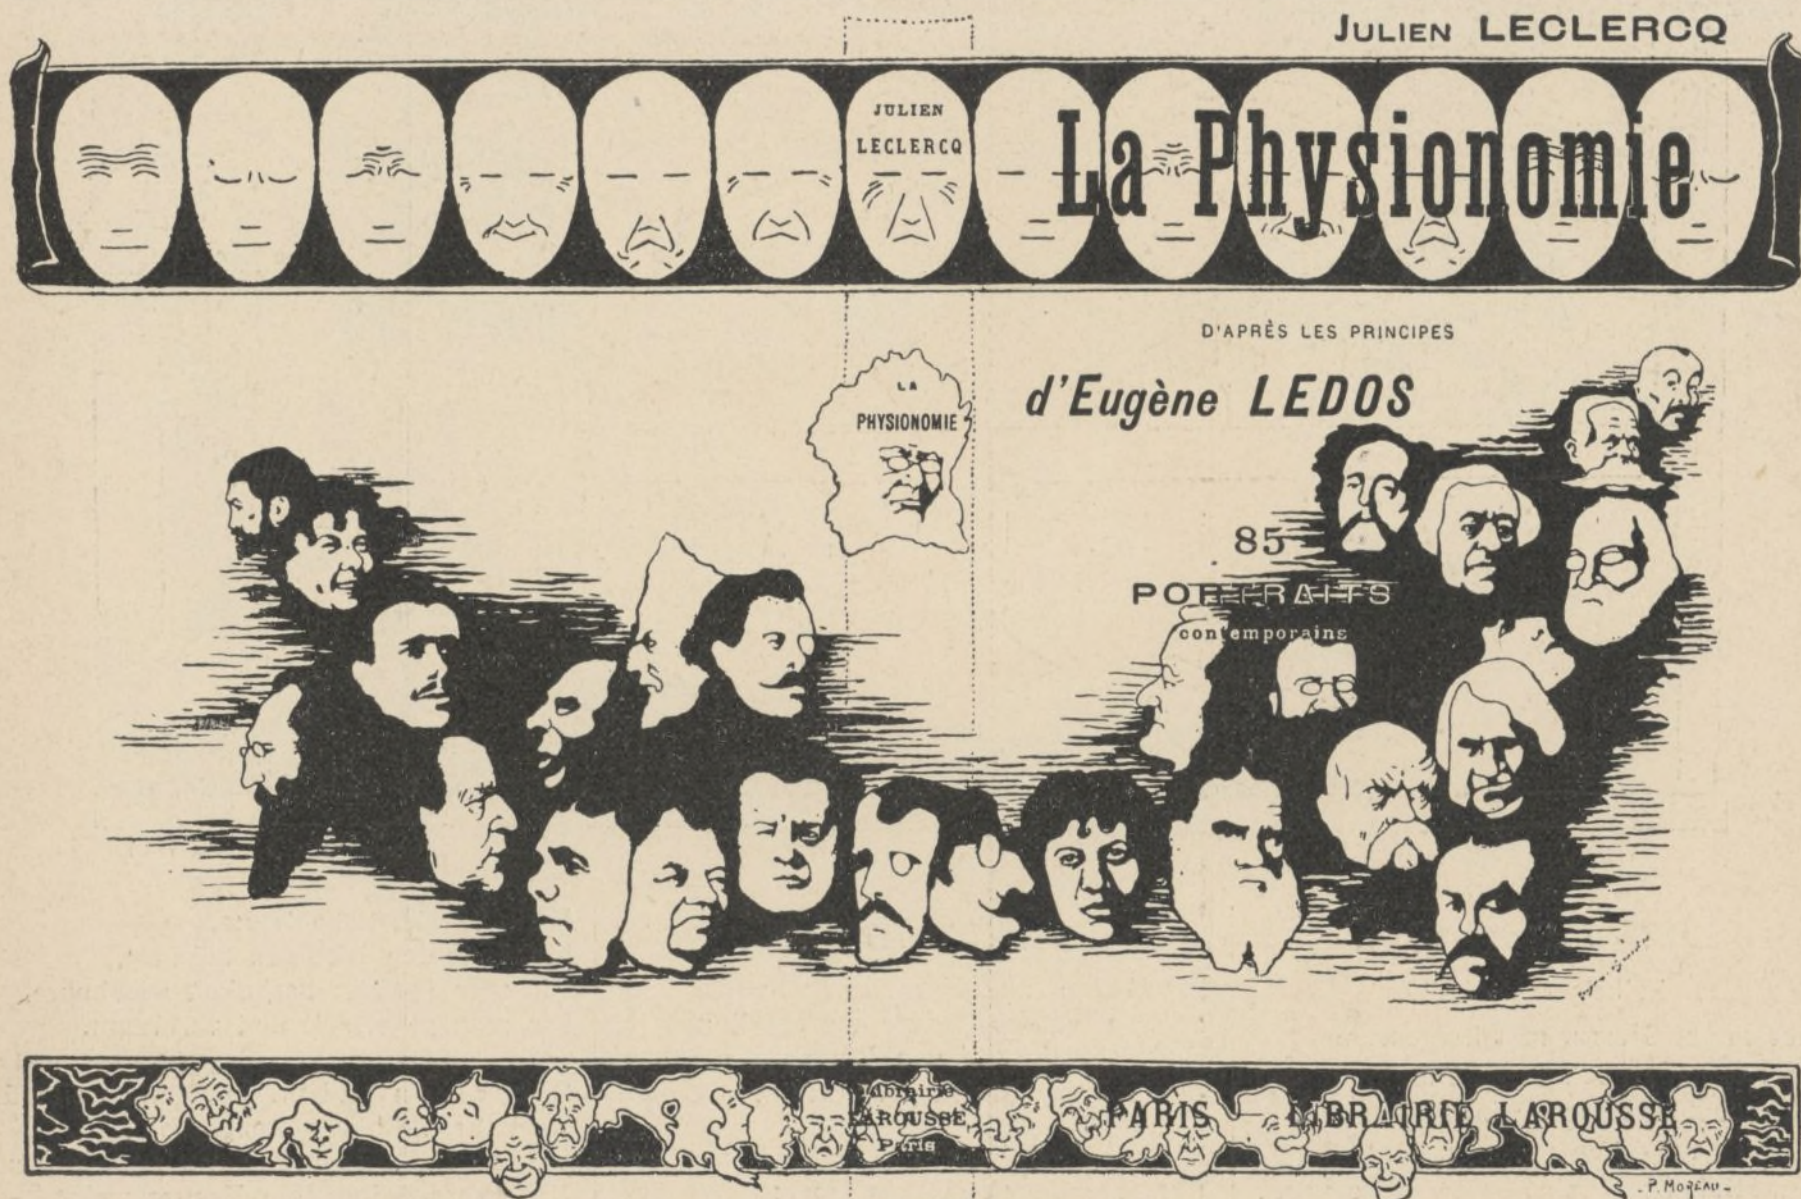 JULIEN LECLERCQ
JULIEN
LECLERCQ
La Physionomie
D'APRÈS LES PRINCIPES
d'Eugène LEDOS
LA
PHYSIONOMIE
85
PORTRAITS
contemporains
Librairie
LAROUSSE
Paris
PARIS — LIBRAIRIE LAROUSSE
- P. MOREAU -